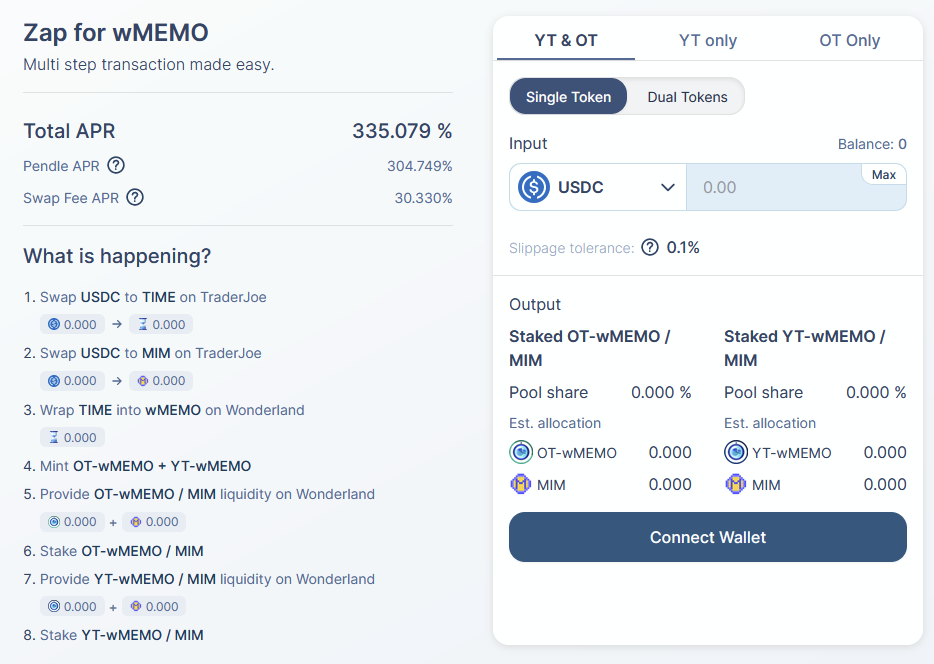 Zap for wMEMO
Multi step transaction made easy.
Total APR 335.079 %
Pendle APR ? 304.749%
Swap Fee APR ? 30.330%
What is happening?
1. Swap USDC to TIME on TraderJoe
0.000 → 0.000
2. Swap USDC to MIM on TraderJoe
0.000 → 0.000
3. Wrap TIME into wMEMO on Wonderland
0.000
4. Mint OT-wMEMO + YT-wMEMO
5. Provide OT-wMEMO / MIM liquidity on Wonderland
0.000 + 0.000
6. Stake OT-wMEMO / MIM
7. Provide YT-wMEMO / MIM liquidity on Wonderland
0.000 + 0.000
8. Stake YT-wMEMO / MIM
YT & OT YT only OT Only
Single Token Dual Tokens
Input Balance: 0
USDC 0.00 Max
Slippage tolerance: ? 0.1%
Output
Staked OT-wMEMO /
MIM
Pool share 0.000 %
Est. allocation
OT-wMEMO 0.000
MIM 0.000
Staked YT-wMEMO /
MIM
Pool share 0.000 %
Est. allocation
YT-wMEMO 0.000
MIM 0.000
Connect Wallet